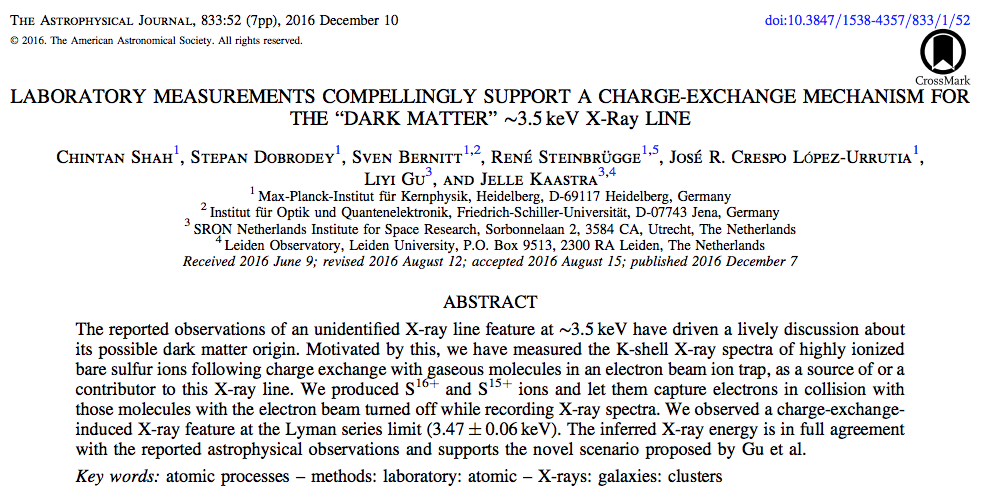 THE ASTROPHYSICAL JOURNAL, 833:52 (7pp), 2016 December 10
doi:10.3847/1538-4357/833/1/52
© 2016. The American Astronomical Society. All rights reserved.
CrossMark
LABORATORY MEASUREMENTS COMPELLINGLY SUPPORT A CHARGE-EXCHANGE MECHANISM FOR
THE “DARK MATTER” ~3.5 keV X-Ray LINE
CHINTAN SHAH¹, STEPAN DOBRODEY¹, SVEN BERNITT¹,², RENÉ STEINBRÜGGE¹,⁵, JOSÉ R. CRESPO LÓPEZ-URRUTIA¹,
LIYI GU³, AND JELLE KAASTRA³,⁴
¹ Max-Planck-Institut für Kernphysik, Heidelberg, D-69117 Heidelberg, Germany
² Institut für Optik und Quantenelektronik, Friedrich-Schiller-Universität, D-07743 Jena, Germany
³ SRON Netherlands Institute for Space Research, Sorbonnelaan 2, 3584 CA, Utrecht, The Netherlands
⁴ Leiden Observatory, Leiden University, P.O. Box 9513, 2300 RA Leiden, The Netherlands
Received 2016 June 9; revised 2016 August 12; accepted 2016 August 15; published 2016 December 7
ABSTRACT
The reported observations of an unidentified X-ray line feature at ~3.5 keV have driven a lively discussion about
its possible dark matter origin. Motivated by this, we have measured the K-shell X-ray spectra of highly ionized
bare sulfur ions following charge exchange with gaseous molecules in an electron beam ion trap, as a source of or a
contributor to this X-ray line. We produced S¹⁶⁺ and S¹⁵⁺ ions and let them capture electrons in collision with
those molecules with the electron beam turned off while recording X-ray spectra. We observed a charge-exchange-
induced X-ray feature at the Lyman series limit (3.47 ± 0.06 keV). The inferred X-ray energy is in full agreement
with the reported astrophysical observations and supports the novel scenario proposed by Gu et al.
Key words: atomic processes – methods: laboratory: atomic – X-rays: galaxies: clusters